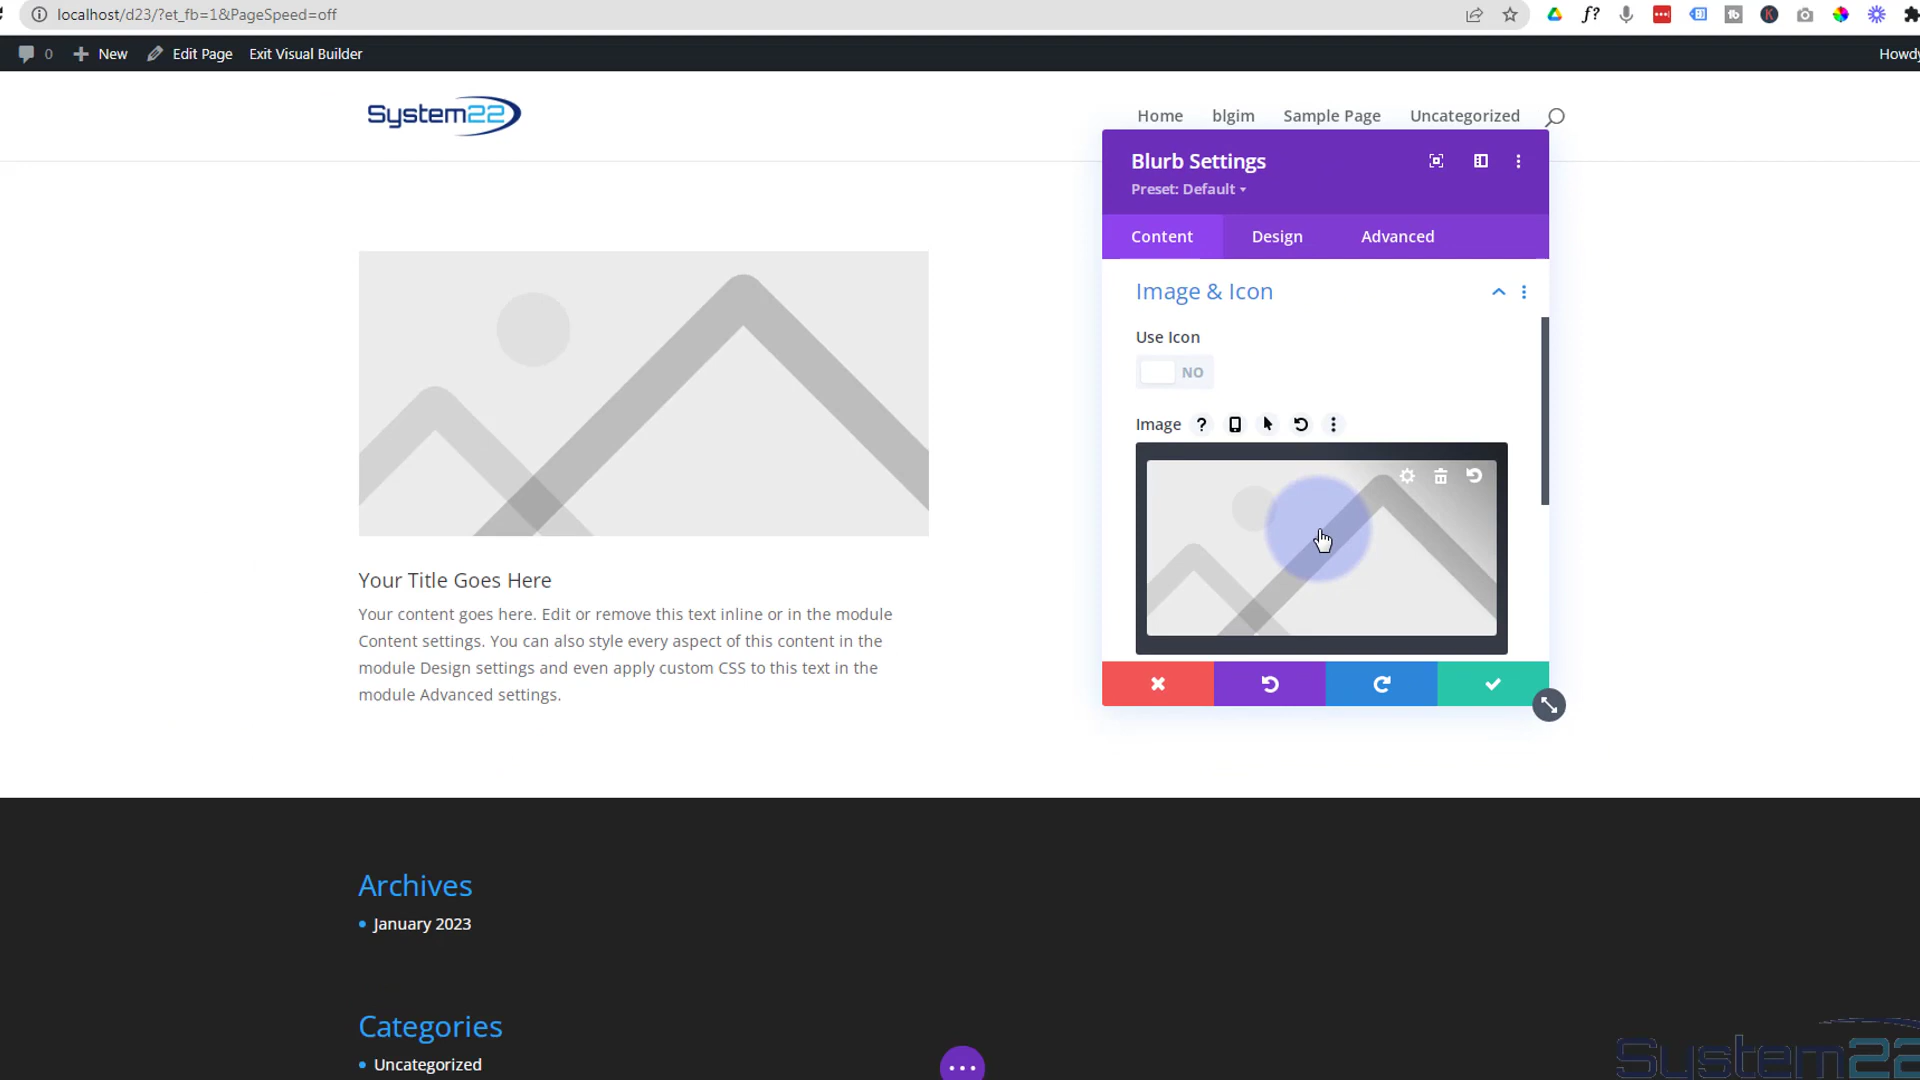 localhost/d23/?et_fb=1&PageSpeed=off
0 New Edit Page Exit Visual Builder
Howdy
System22
Home blgim Sample Page Uncategorized
Blurb Settings
Preset: Default
Content Design Advanced
Image & Icon
Use Icon
NO
Image
Your Title Goes Here
Your content goes here. Edit or remove this text inline or in the module
Content settings. You can also style every aspect of this content in the
module Design settings and even apply custom CSS to this text in the
module Advanced settings.
Archives
January 2023
Categories
Uncategorized
System22